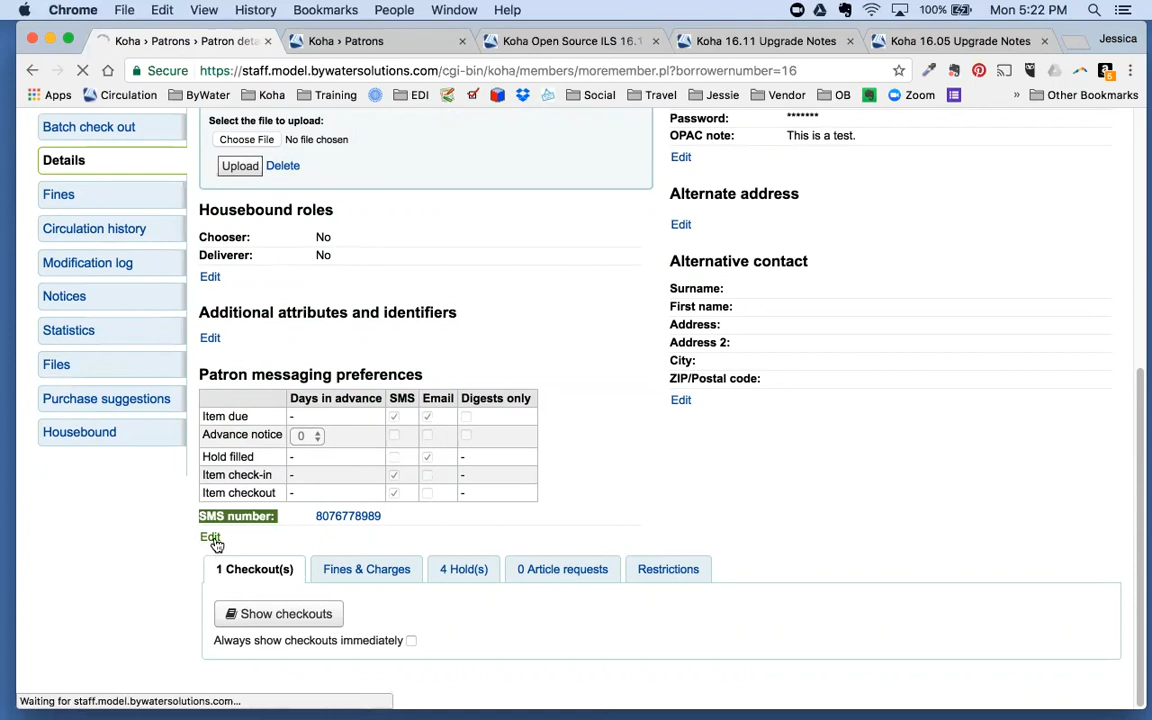 Chrome File Edit View History Bookmarks People Window Help 100% Mon 5:22 PM
Koha › Patrons › Patron deta × Koha › Patrons × Koha Open Source ILS 16.1 × Koha 16.11 Upgrade Notes × Koha 16.05 Upgrade Notes × Jessica
Secure https://staff.model.bywatersolutions.com/cgi-bin/koha/members/moremember.pl?borrowernumber=16
Apps Circulation ByWater Koha Training EDI Social Travel Jessie Vendor OB Zoom » Other Bookmarks
Batch check out
Details
Fines
Circulation history
Modification log
Notices
Statistics
Files
Purchase suggestions
Housebound
Select the file to upload:
Choose File No file chosen
Upload Delete
Housebound roles
Chooser: No
Deliverer: No
Edit
Additional attributes and identifiers
Edit
Patron messaging preferences
Days in advance SMS Email Digests only
Item due -
Advance notice 0
Hold filled - -
Item check-in - -
Item checkout - -
SMS number: 8076778989
Edit
Password: *******
OPAC note: This is a test.
Edit
Alternate address
Edit
Alternative contact
Surname:
First name:
Address:
Address 2:
City:
ZIP/Postal code:
Edit
1 Checkout(s) Fines & Charges 4 Hold(s) 0 Article requests Restrictions
Show checkouts
Always show checkouts immediately
Waiting for staff.model.bywatersolutions.com...